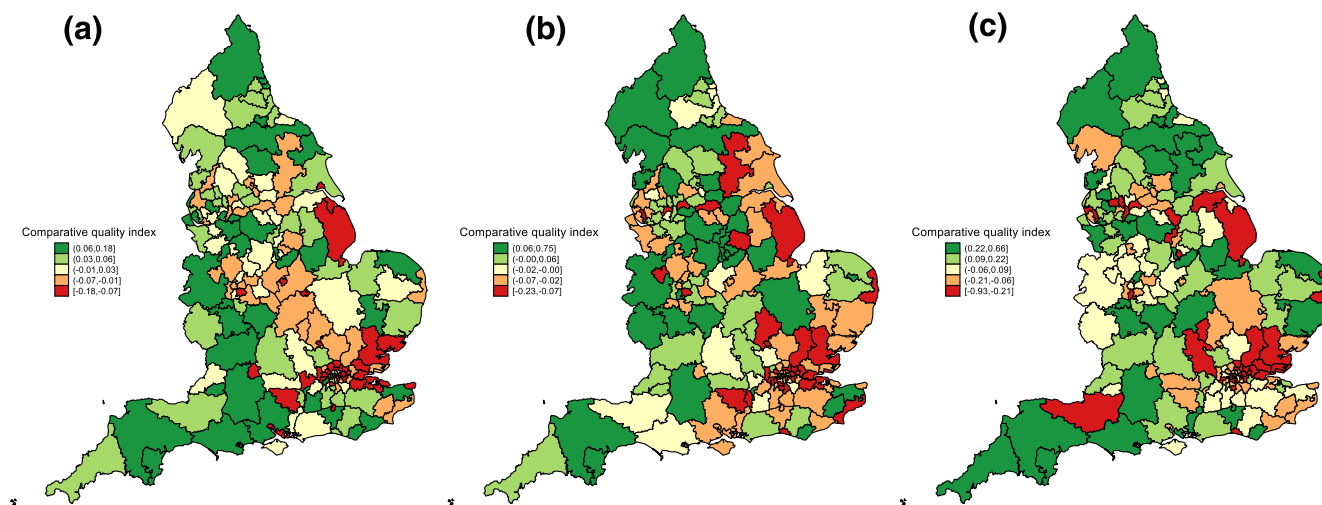 (a)
Comparative quality index
(0.06,0.18]
(0.03,0.06]
(-0.01,0.03]
(-0.07,-0.01]
[-0.18,-0.07]
(b)
Comparative quality index
(0.06,0.75]
(-0.00,0.06]
(-0.02,-0.00]
(-0.07,-0.02]
[-0.23,-0.07]
(c)
Comparative quality index
(0.22,0.66]
(0.09,0.22]
(-0.06,0.09]
(-0.21,-0.06]
[-0.93,-0.21]